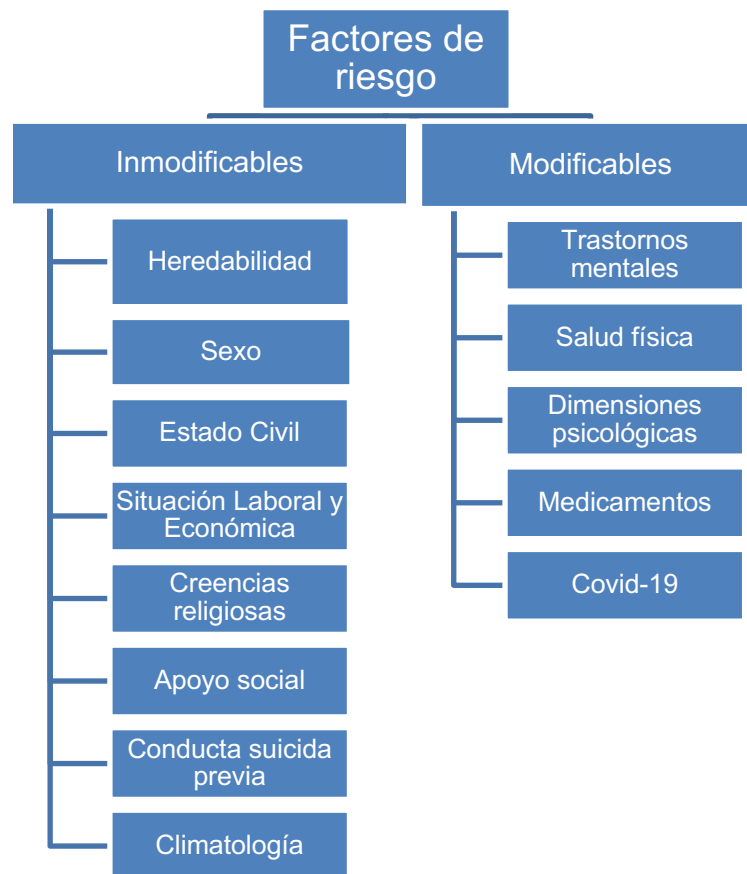 Factores de
riesgo
Inmodificables
Heredabilidad
Sexo
Estado Civil
Situación Laboral y
Económica
Creencias
religiosas
Apoyo social
Conducta suicida
previa
Climatología
Modificables
Trastornos
mentales
Salud física
Dimensiones
psicológicas
Medicamentos
Covid-19